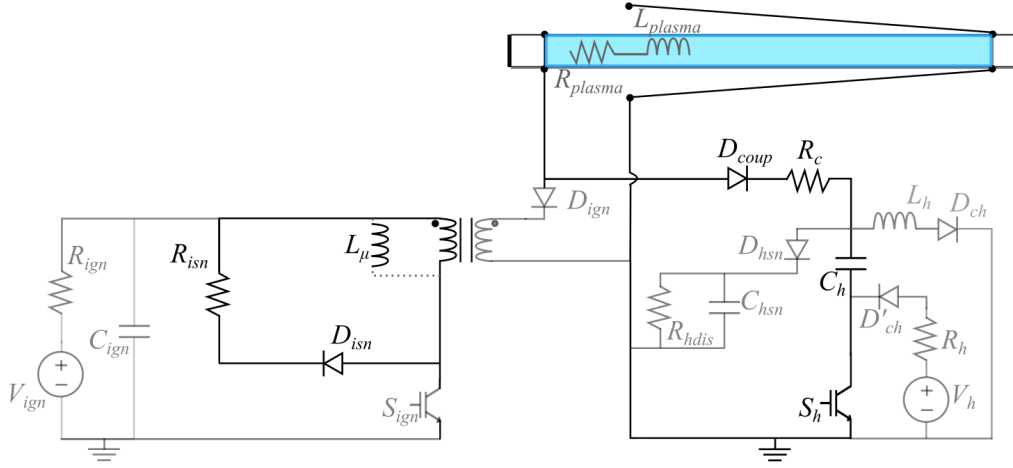 L_plasma
R_plasma
D_coup
R_c
D_ign
L_h
D_ch
L_μ
R_isn
R_ign
D_hsn
C_h
C_hsn
D'_ch
R_hdis
R_h
C_ign
D_isn
V_ign
S_ign
S_h
V_h